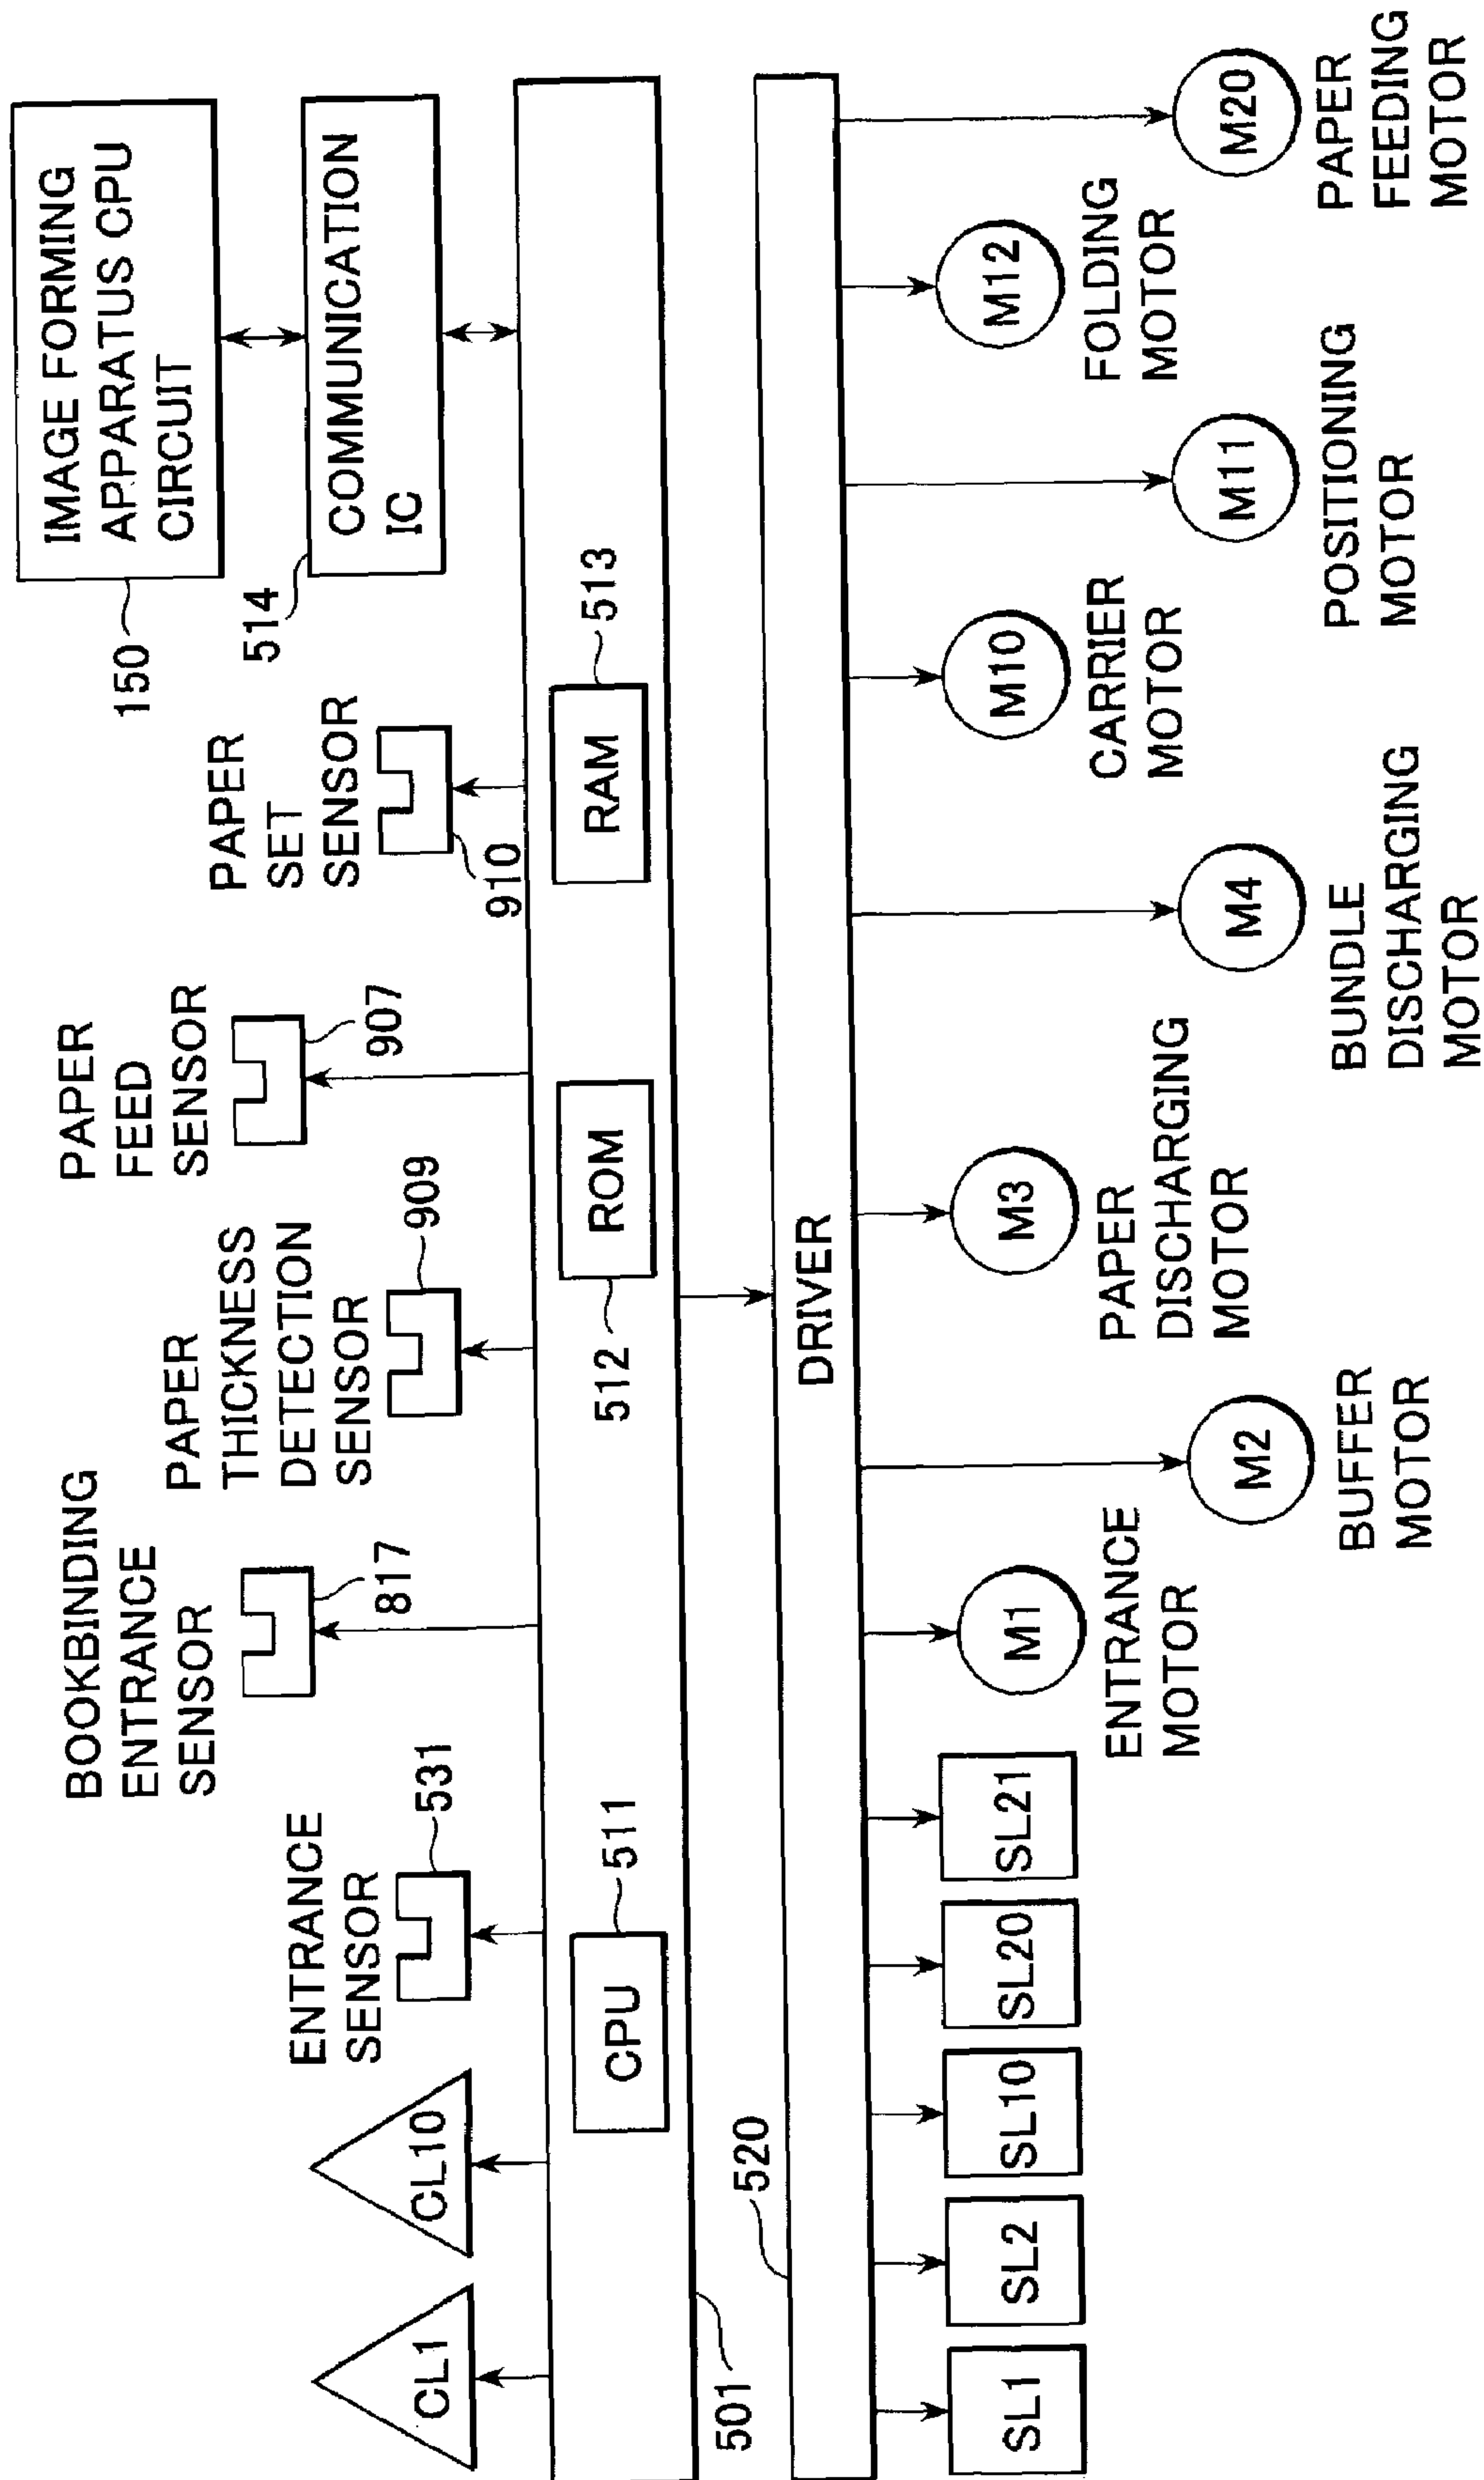 IMAGE FORMING
APPARATUS CPU
CIRCUIT
150
COMMUNICATION
IC
514
PAPER
SET
SENSOR
910
PAPER
FEED
SENSOR
907
PAPER
THICKNESS
DETECTION
SENSOR
909
BOOKBINDING
ENTRANCE
SENSOR
817
ENTRANCE
SENSOR
531
CL10
CL1
CPU
511
ROM
512
RAM
513
501
520
DRIVER
SL1
SL2
SL10
SL20
SL21
M1
ENTRANCE
MOTOR
M2
BUFFER
MOTOR
M3
PAPER
DISCHARGING
MOTOR
M4
BUNDLE
DISCHARGING
MOTOR
M10
CARRIER
MOTOR
M11
POSITIONING
MOTOR
M12
FOLDING
MOTOR
M20
PAPER
FEEDING
MOTOR